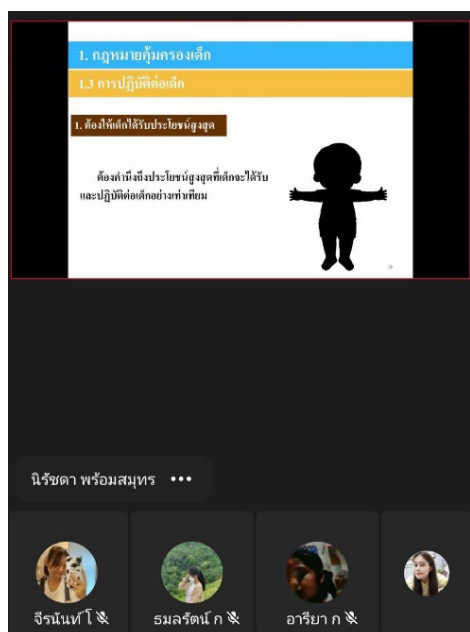 1. กฎหมายคุ้มครองเด็ก
1.3 การปฏิบัติต่อเด็ก
1. ต้องให้เด็กได้รับประโยชน์สูงสุด
ต้องคำนึงถึงประโยชน์สูงสุดที่เด็กจะได้รับ
และปฏิบัติต่อเด็กอย่างเท่าเทียม
นิรัชดา พร้อมสมุทร •••
จีรนันท์ โ
ธมลรัตน์ ก
อารียา ก